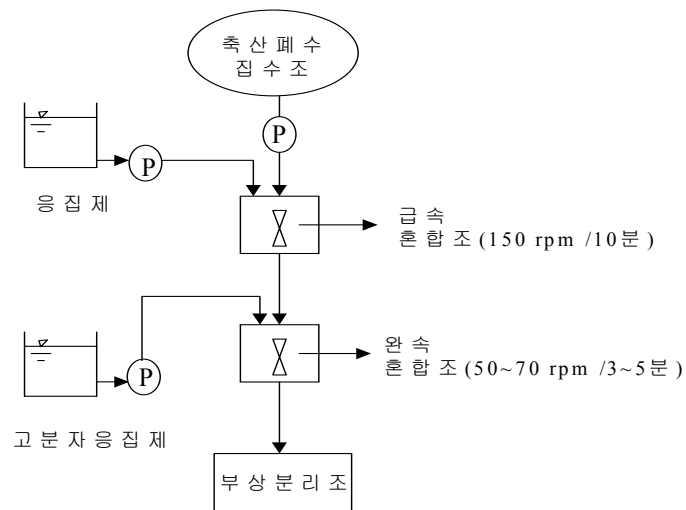 축산폐수
집수조
P
P
응집제
급속
혼합조(150 rpm /10분)
P
완속
혼합조(50~70 rpm /3~5분)
고분자응집제
부상분리조